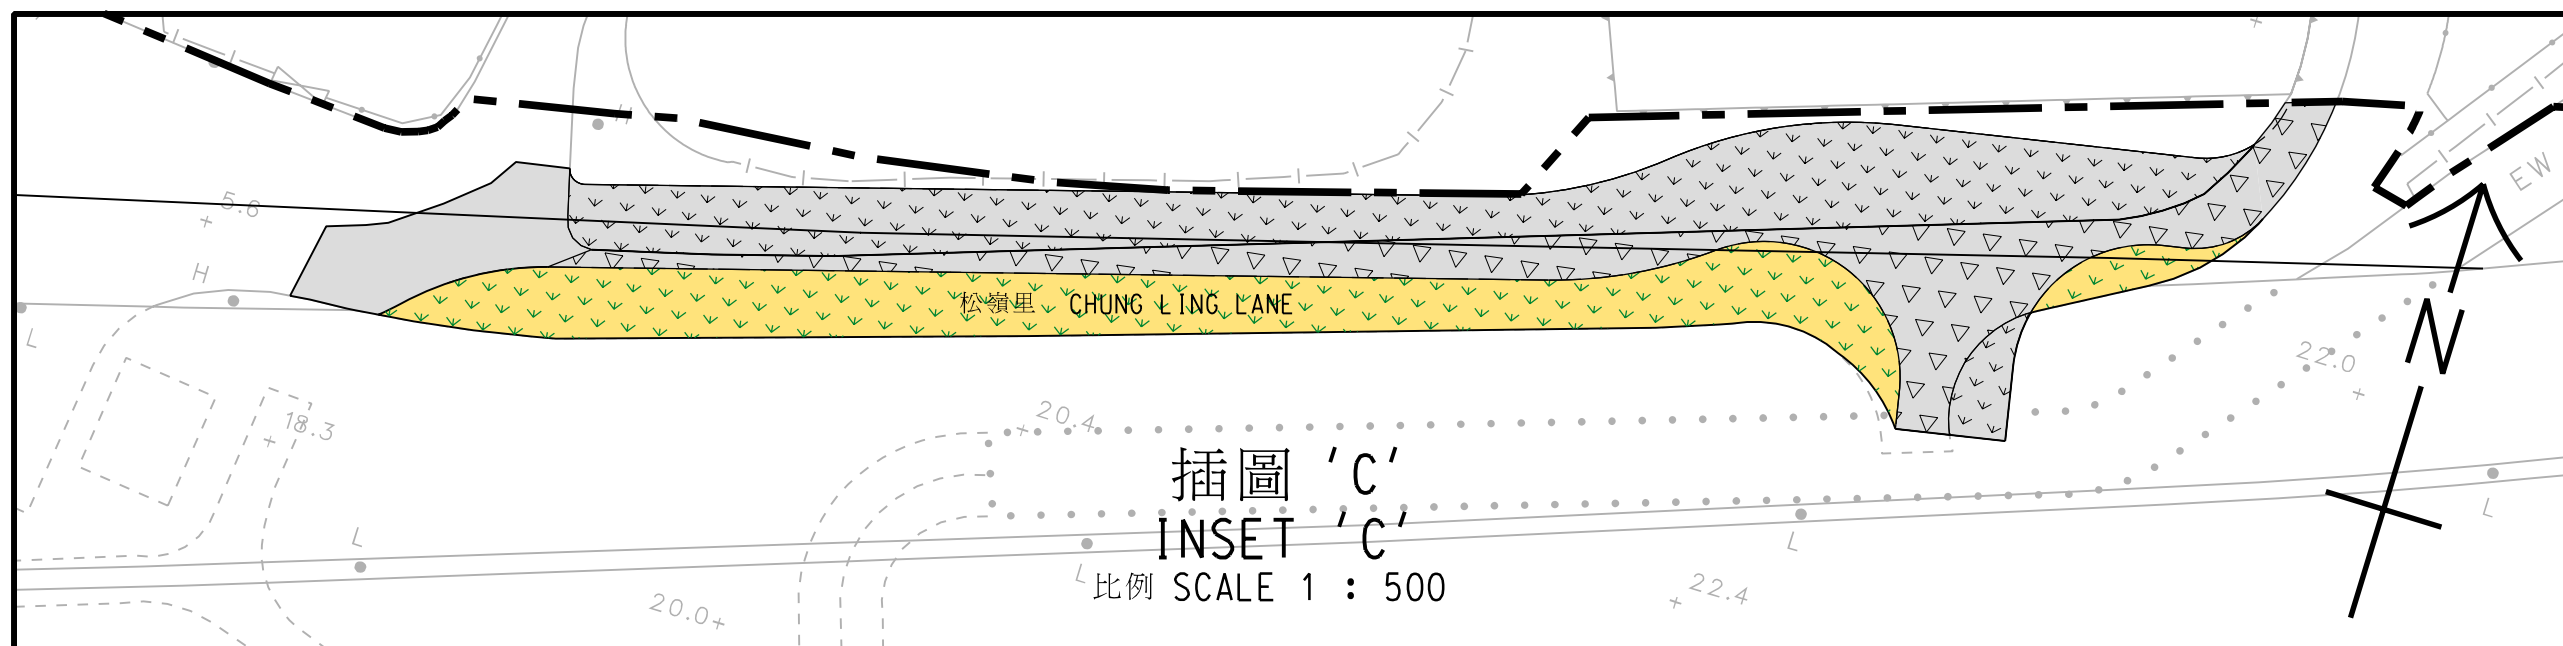 EW
5.8
H
松嶺里 CHUNG LING LANE
L
N
22.0
18.3
20.4
插圖 'C'
L
INSET 'C'
L
L
比例 SCALE 1 : 500
L
20.0
22.4